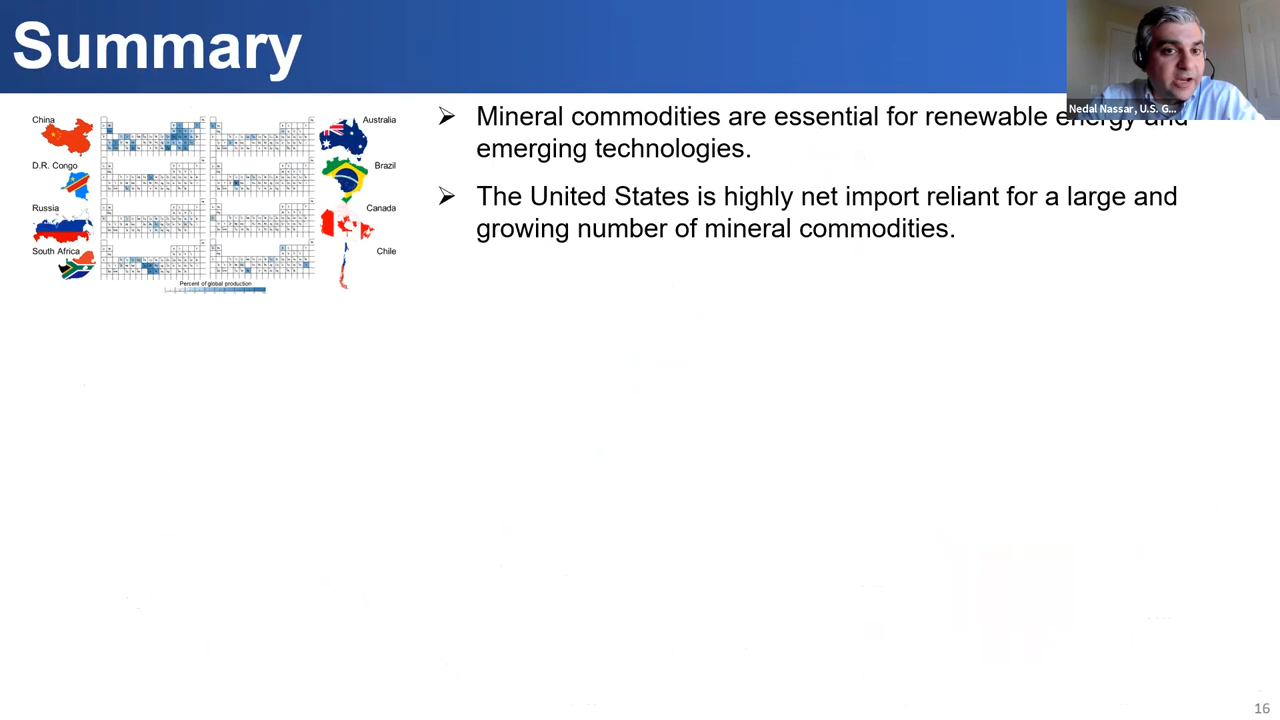 Summary
Nedal Nassar, U.S. G...
China
Australia
D.R. Congo
Brazil
Russia
Canada
South Africa
Chile
Percent of global production
➢ Mineral commodities are essential for renewable energy and
emerging technologies.
➢ The United States is highly net import reliant for a large and
growing number of mineral commodities.
16